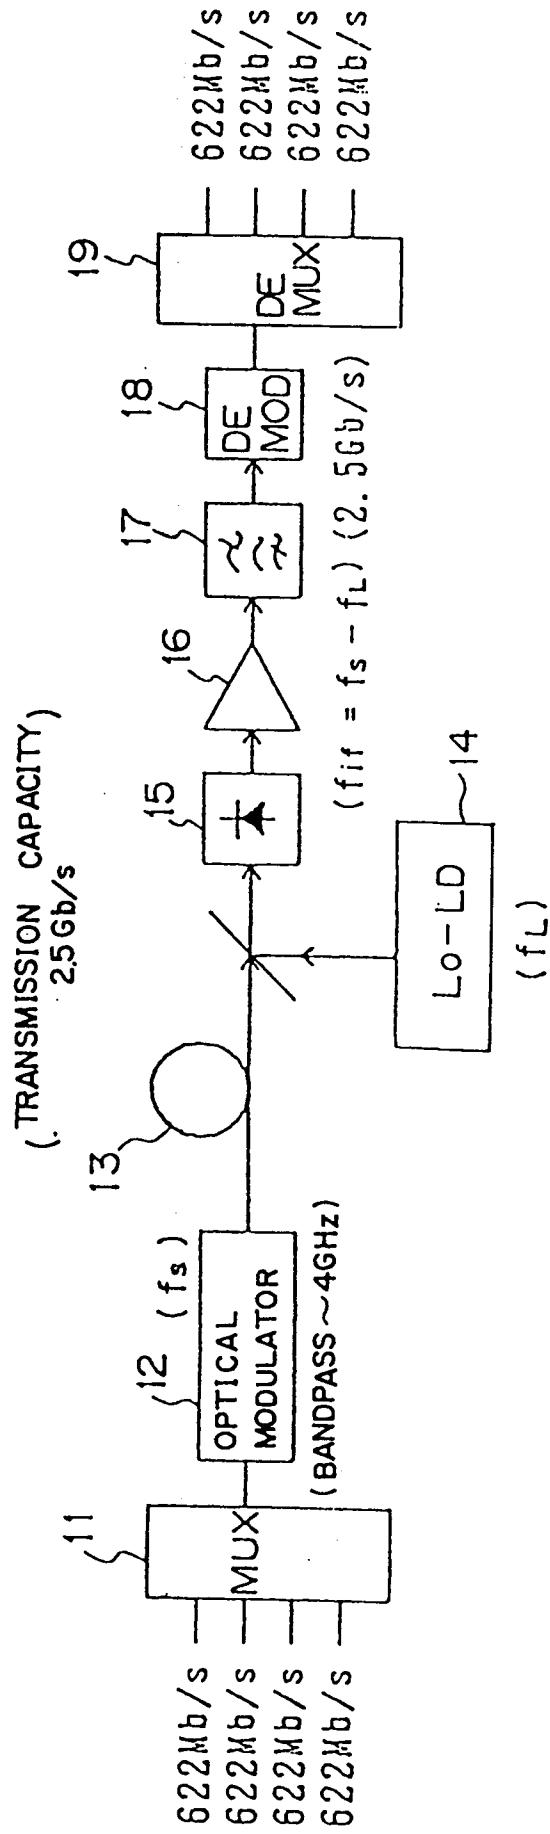 (. TRANSMISSION CAPACITY)
2.5Gb/s
11
12
(fs)
13
15
16
17
18
19
622Mb/s
622Mb/s
622Mb/s
622Mb/s
MUX
OPTICAL
MODULATOR
(BANDPASS~4GHz)
DE
MOD
DE
MUX
622Mb/s
622Mb/s
622Mb/s
622Mb/s
(fif = fs - fL) (2.5Gb/s)
14
Lo-LD
(fL)